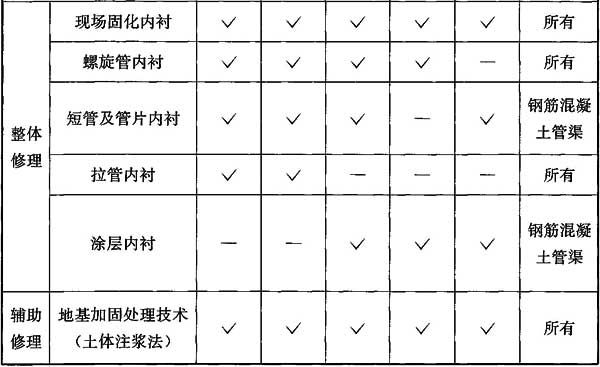 现场固化内衬 ✓ ✓ ✓ ✓ ✓ 所有
螺旋管内衬 ✓ ✓ ✓ ✓ — 所有
整体
修理
短管及管片内衬 ✓ ✓ ✓ — ✓ 钢筋混凝
土管渠
拉管内衬 ✓ ✓ — — — 所有
涂层内衬 — — ✓ ✓ ✓ 钢筋混凝
土管渠
辅助
修理
地基加固处理技术
（土体注浆法）
✓ ✓ ✓ ✓ ✓ 所有